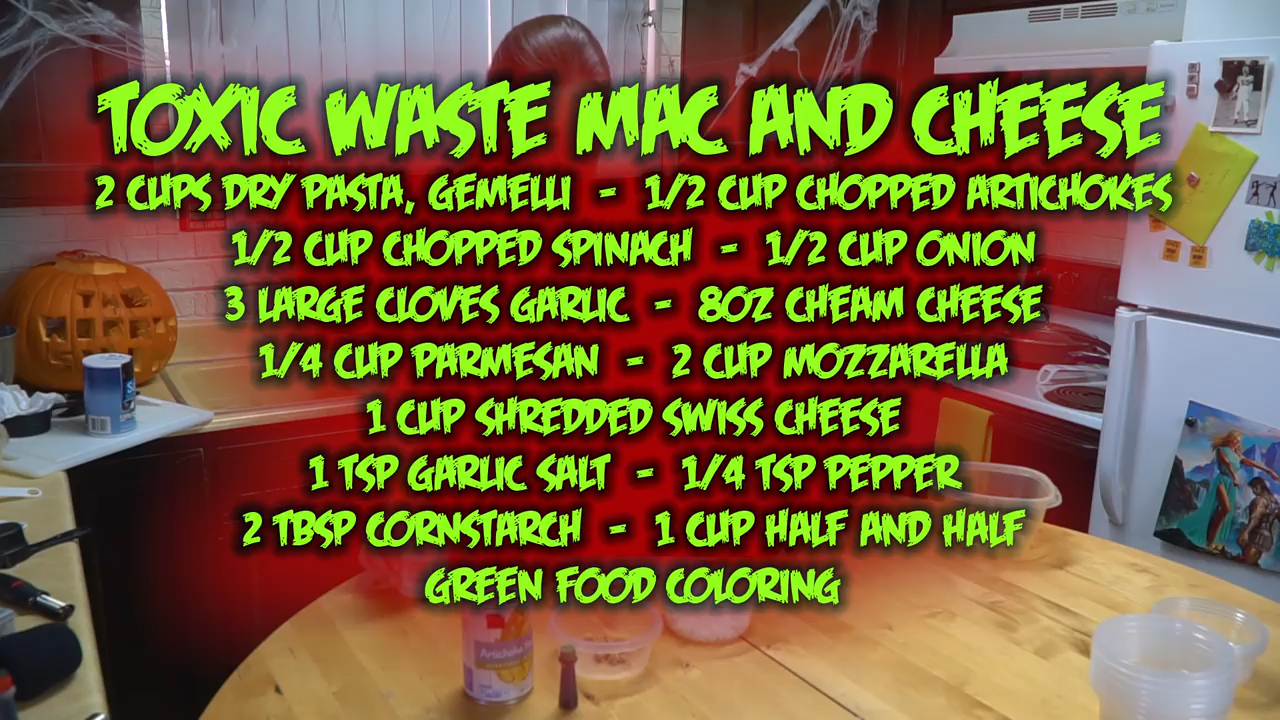 TOXIC WASTE MAC AND CHEESE
2 CUPS DRY PASTA, GEMELLI - 1/2 CUP CHOPPED ARTICHOKES
1/2 CUP CHOPPED SPINACH - 1/2 CUP ONION
3 LARGE CLOVES GARLIC - 8OZ CHEAM CHEESE
1/4 CUP PARMESAN - 2 CUP MOZZARELLA
1 CUP SHREDDED SWISS CHEESE
1 TSP GARLIC SALT - 1/4 TSP PEPPER
2 TBSP CORNSTARCH - 1 CUP HALF AND HALF
GREEN FOOD COLORING
Artichoke